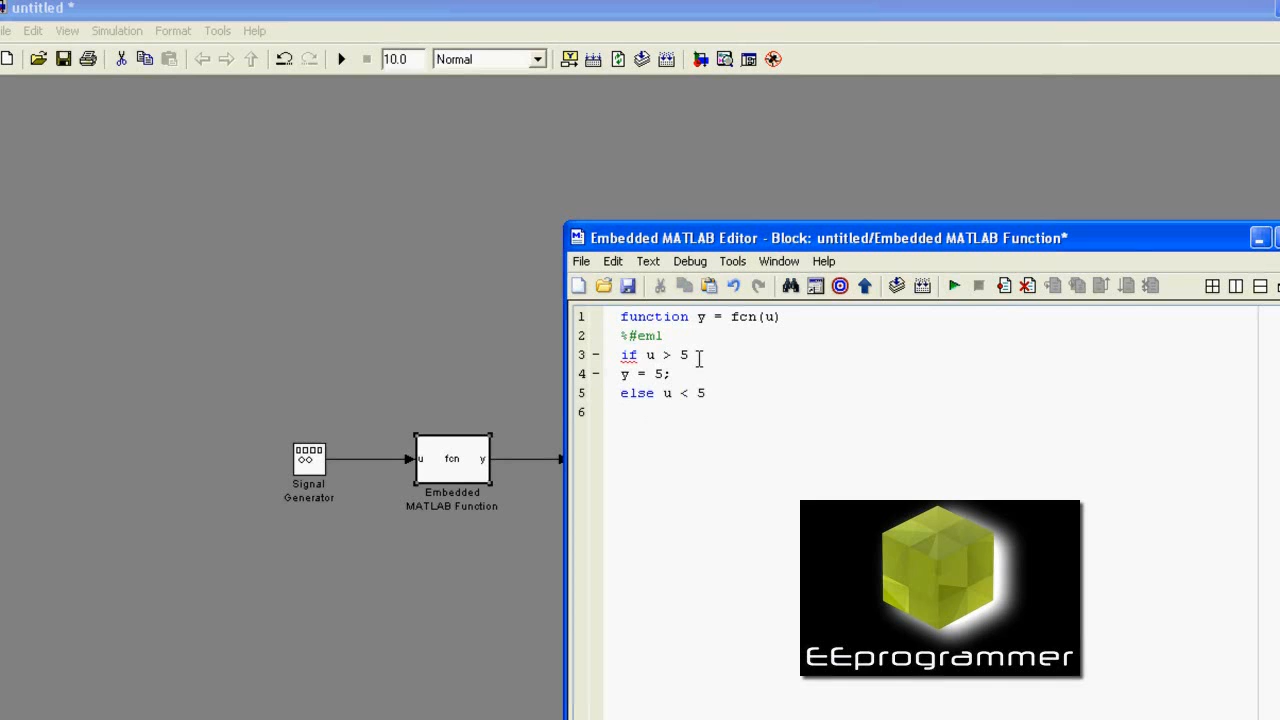 untitled *
ile Edit View Simulation Format Tools Help
10.0 Normal
Embedded MATLAB Editor - Block: untitled/Embedded MATLAB Function*
File Edit Text Debug Tools Window Help
1 function y = fcn(u)
2 %#eml
3 – if u > 5
4 – y = 5;
5 else u < 5
6
u fcn y
Signal
Generator
Embedded
MATLAB Function
EEprogrammer